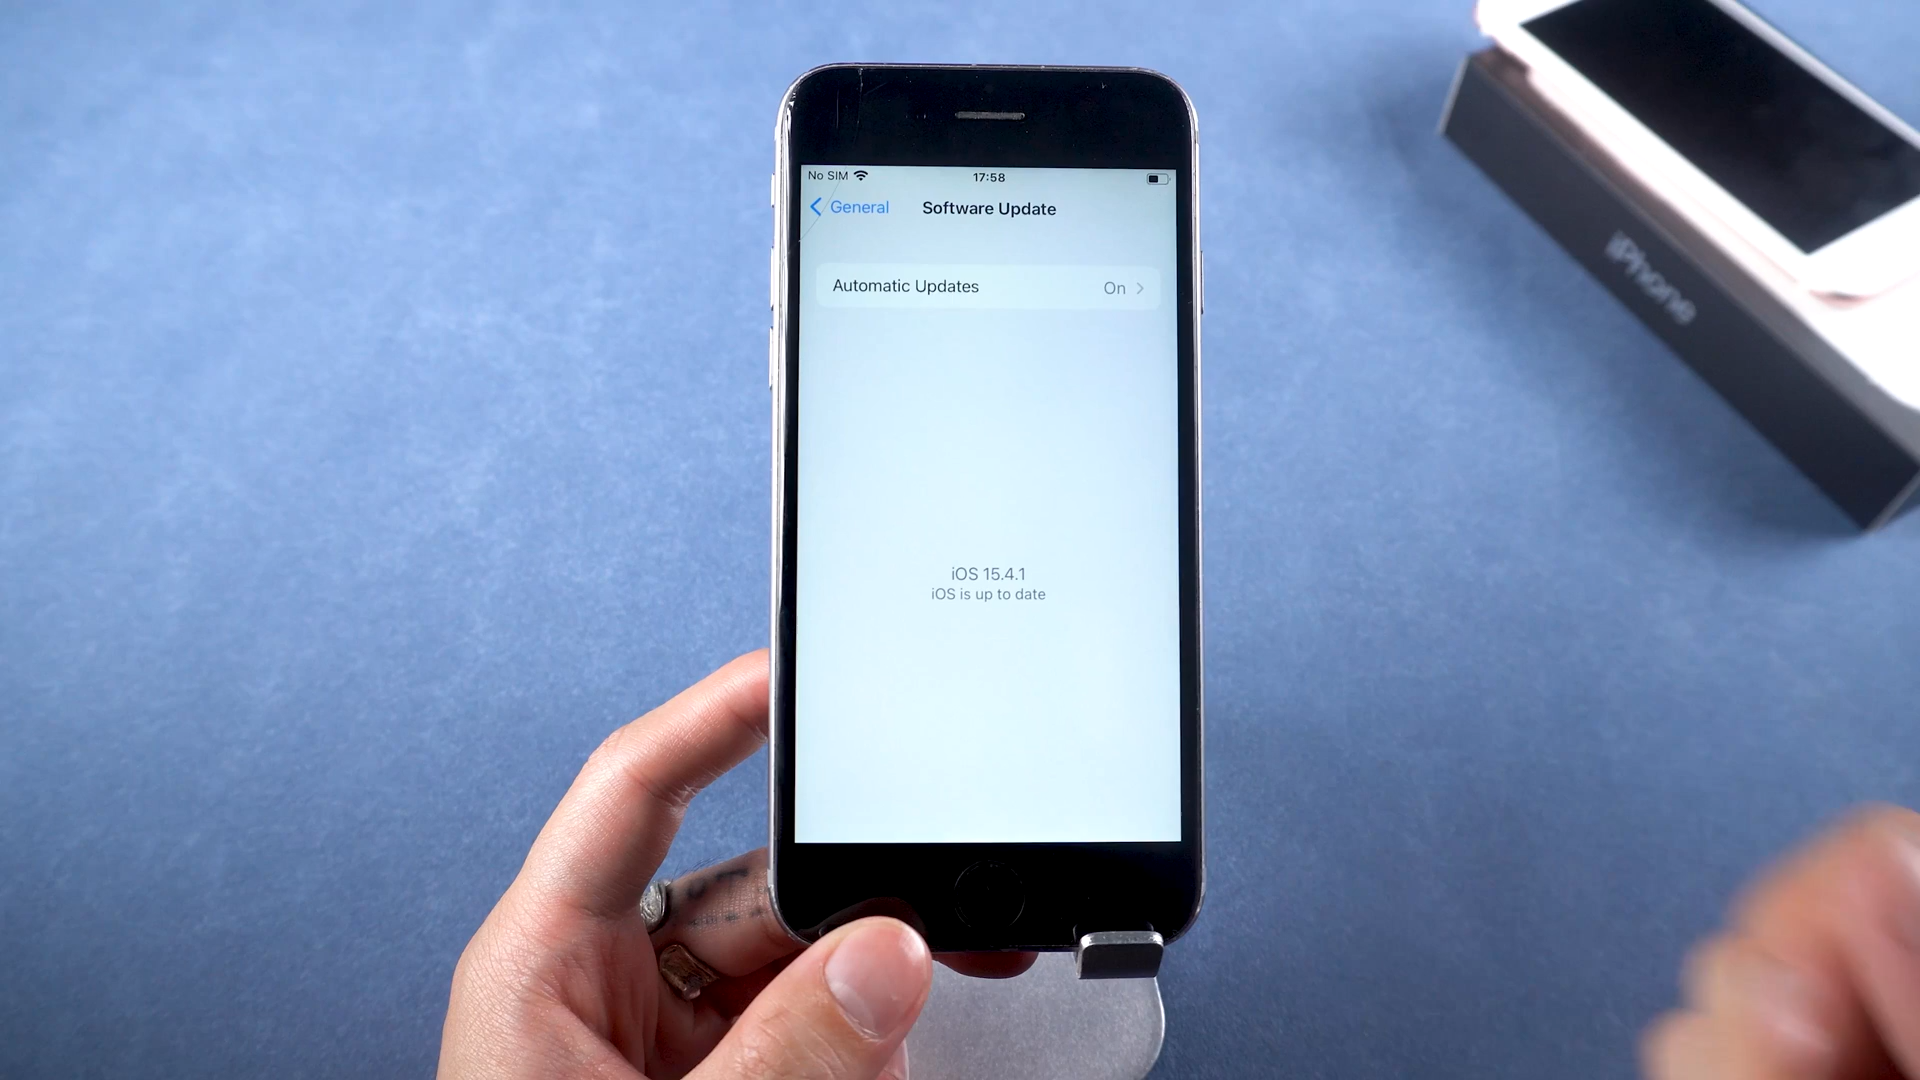 No SIM
17:58
General
Software Update
Automatic Updates
On
iOS 15.4.1
iOS is up to date
iPhone